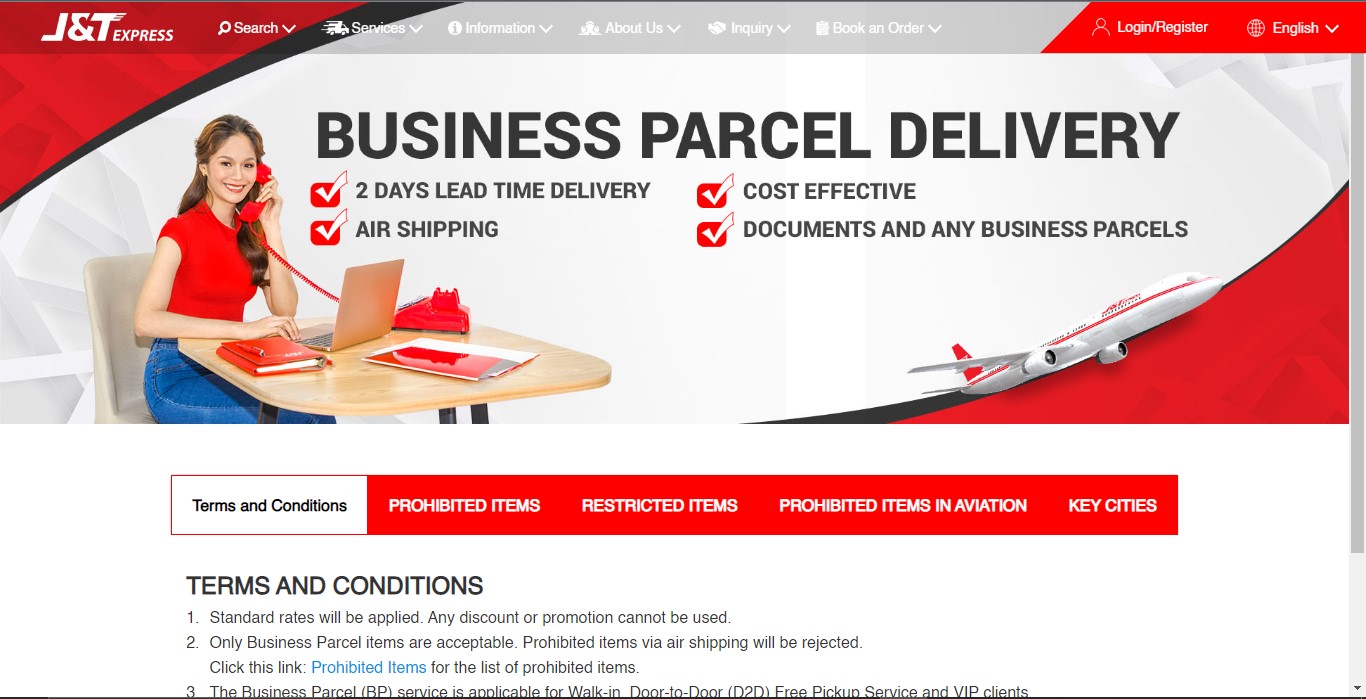 J&T EXPRESS
Search
Services
Information
About Us
Inquiry
Book an Order
Login/Register
English
BUSINESS PARCEL DELIVERY
2 DAYS LEAD TIME DELIVERY
COST EFFECTIVE
AIR SHIPPING
DOCUMENTS AND ANY BUSINESS PARCELS
Terms and Conditions
PROHIBITED ITEMS
RESTRICTED ITEMS
PROHIBITED ITEMS IN AVIATION
KEY CITIES
TERMS AND CONDITIONS
1. Standard rates will be applied. Any discount or promotion cannot be used.
2. Only Business Parcel items are acceptable. Prohibited items via air shipping will be rejected.
Click this link: Prohibited Items for the list of prohibited items.
3. The Business Parcel (BP) service is applicable for Walk-in, Door-to-Door (D2D) Free Pickup Service and VIP clients